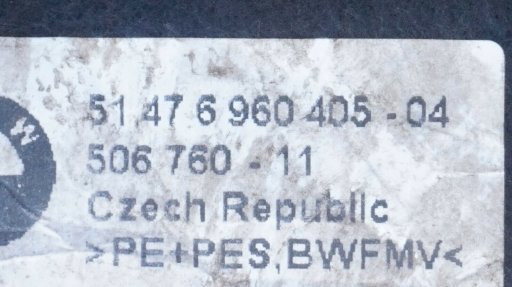 W
51.47 6 960 405 - 04
506 760 - 11
Czech Republic
>PE+PES,BWFMV<